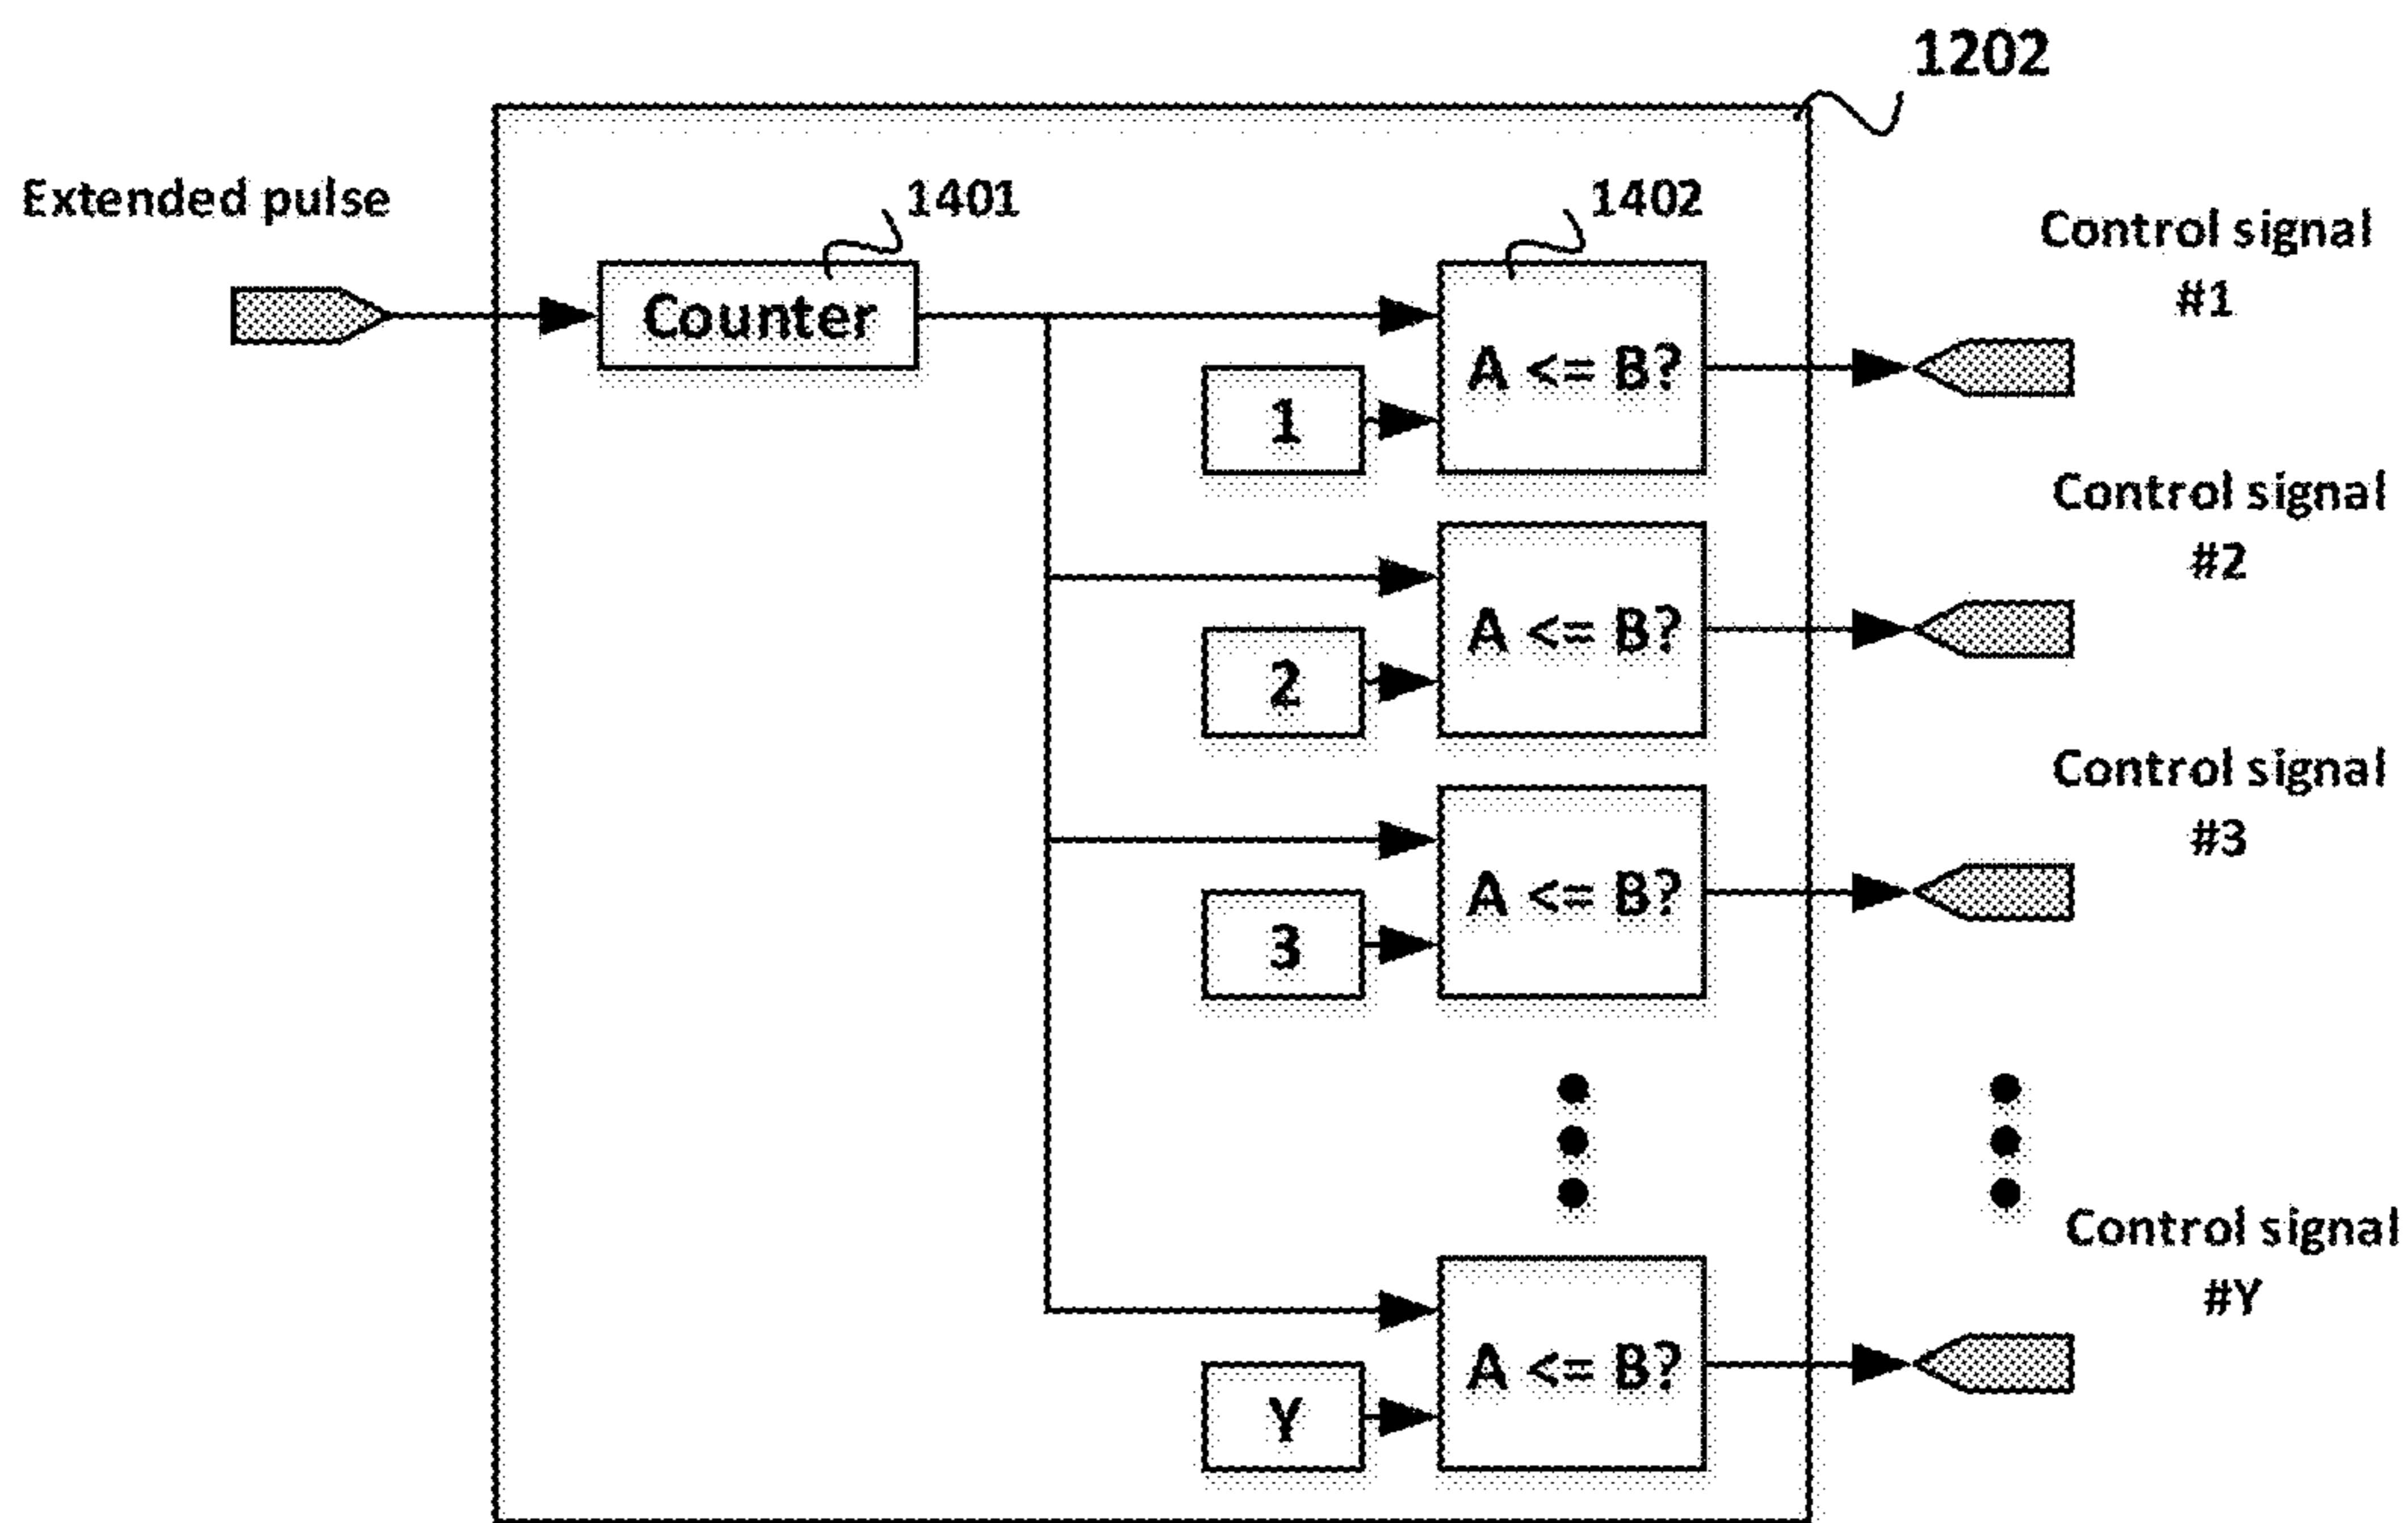 1202
Extended pulse
1401
1402
Control signal
#1
Counter
A <= B?
1
Control signal
#2
A <= B?
2
Control signal
#3
A <= B?
3
Control signal
#Y
A <= B?
Y